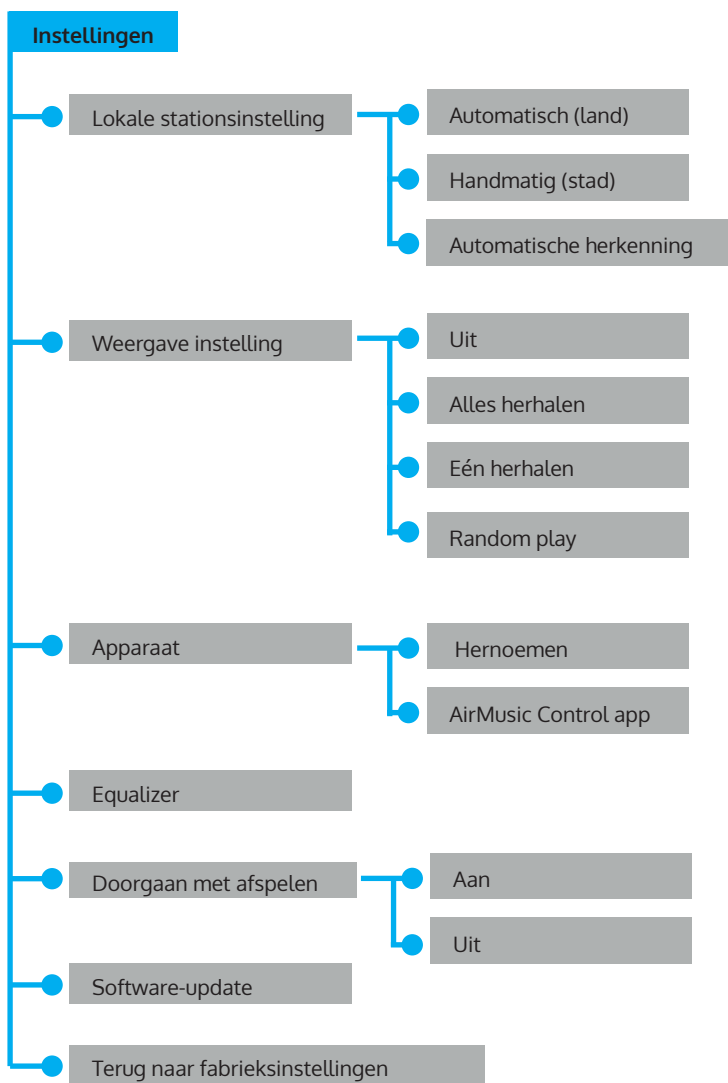 Instellingen
Lokale stationsinstelling
Automatisch (land)
Handmatig (stad)
Automatische herkenning
Weergave instelling
Uit
Alles herhalen
Eén herhalen
Random play
Apparaat
Hernoemen
AirMusic Control app
Equalizer
Doorgaan met afspelen
Aan
Uit
Software-update
Terug naar fabrieksinstellingen